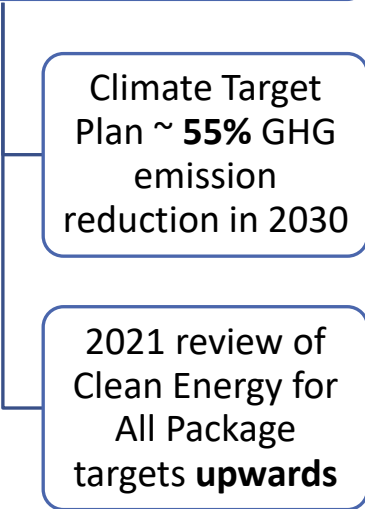 Climate Target
Plan ~ 55% GHG
emission
reduction in 2030
2021 review of
Clean Energy for
All Package
targets upwards